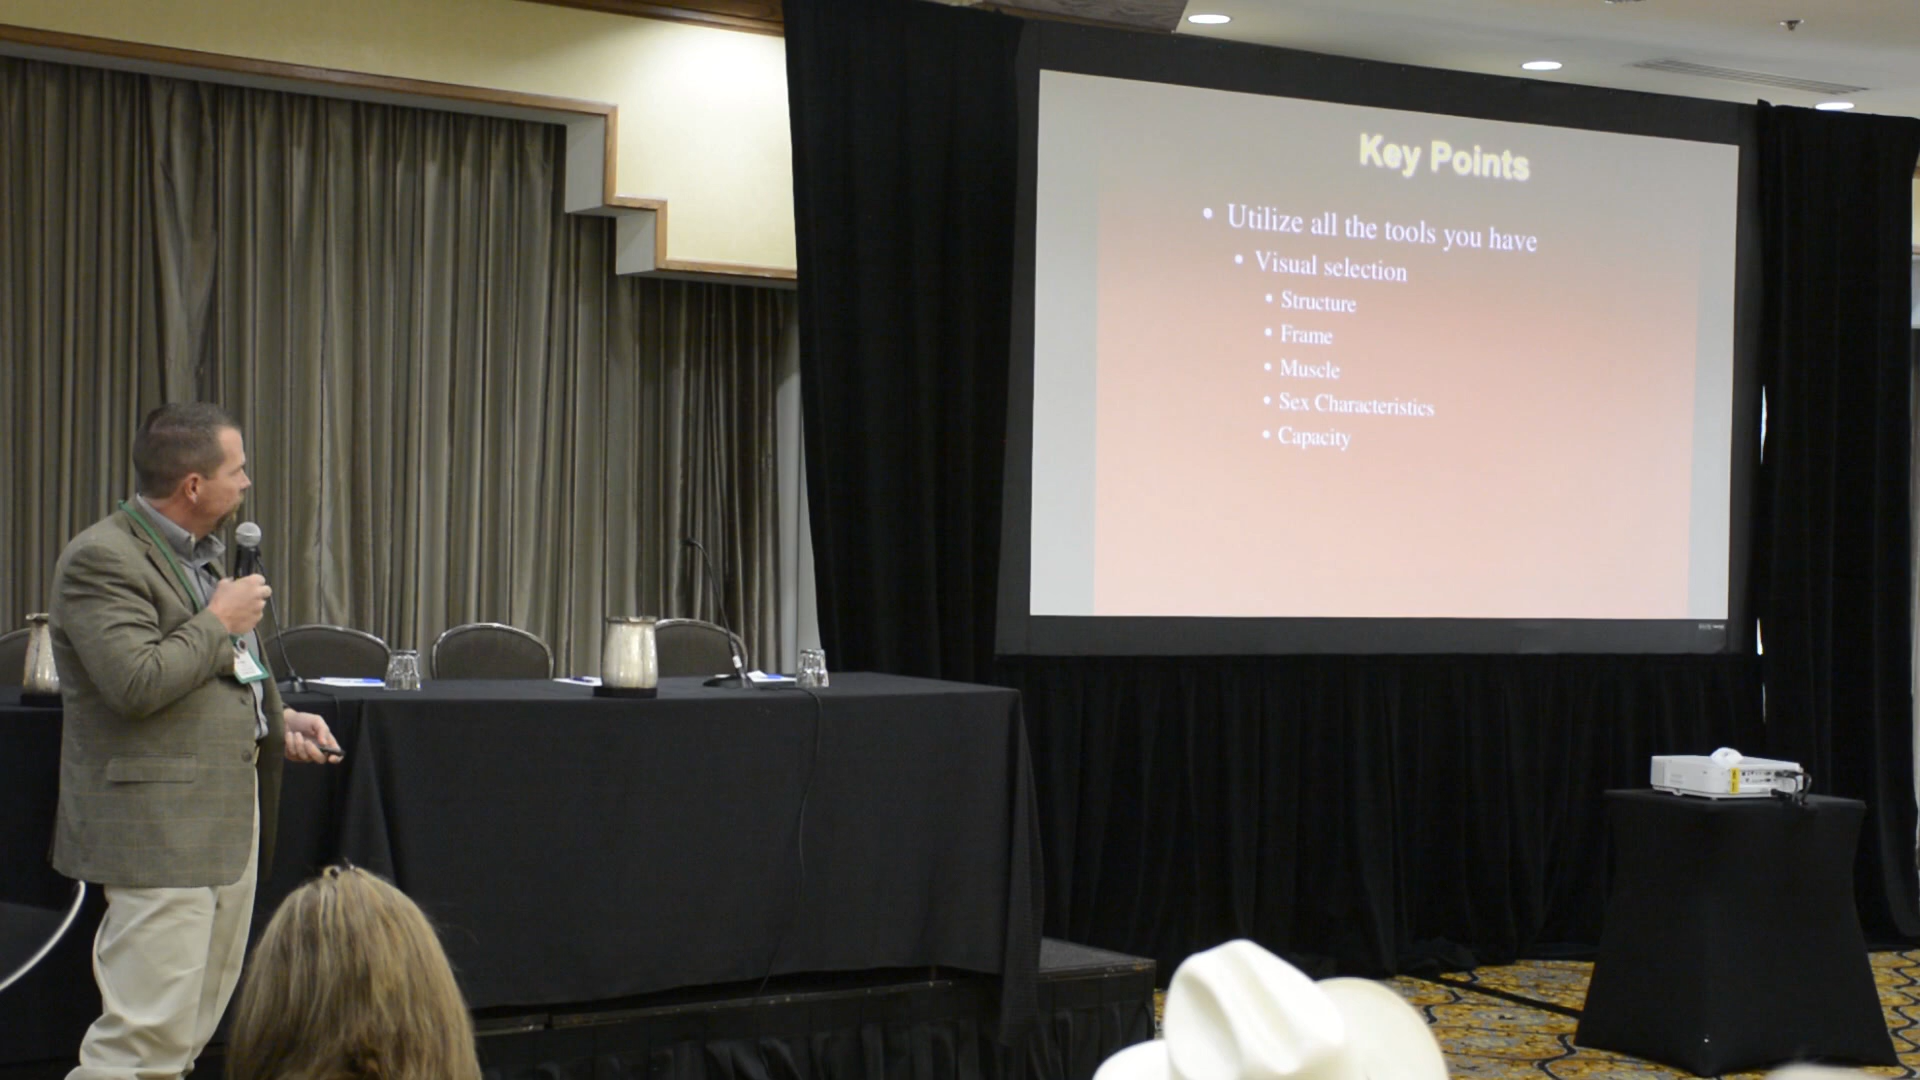 Key Points
• Utilize all the tools you have
• Visual selection
• Structure
• Frame
• Muscle
• Sex Characteristics
• Capacity